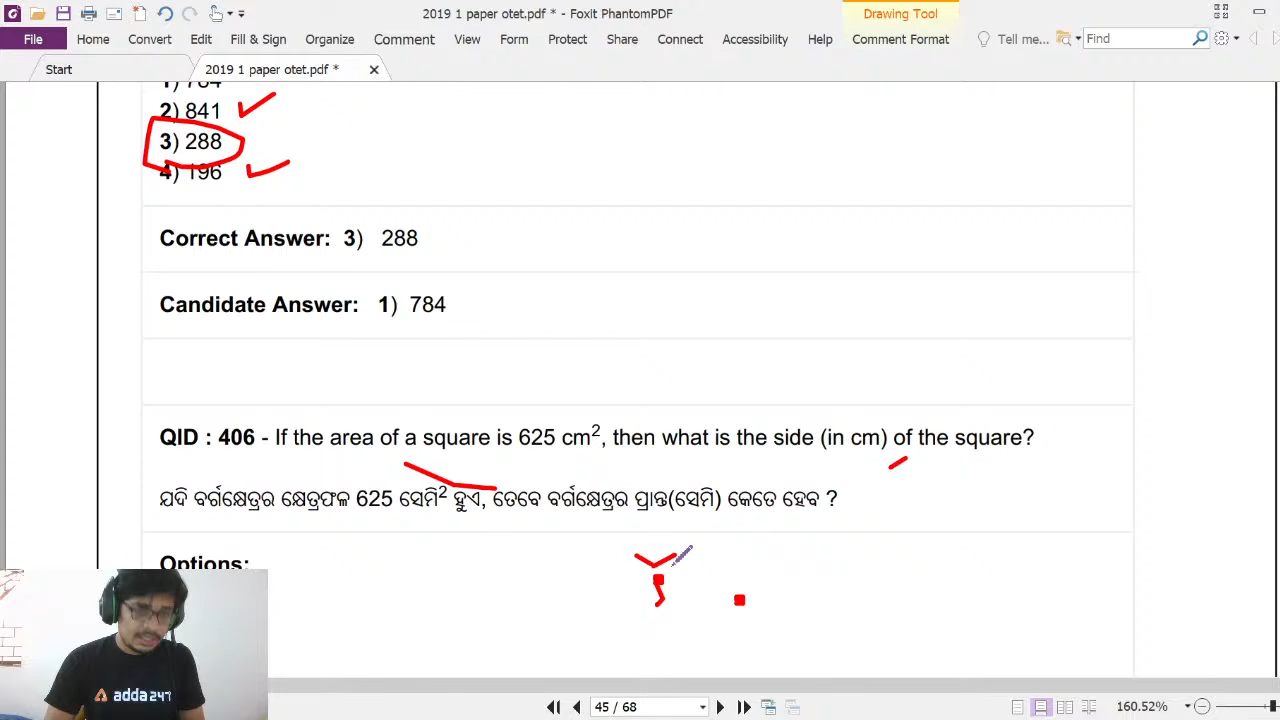 2019 1 paper otet.pdf * - Foxit PhantomPDF
Drawing Tool
File Home Convert Edit Fill & Sign Organize Comment View Form Protect Share Connect Accessibility Help Comment Format Tell me... Find
Start 2019 1 paper otet.pdf *
1) 784
2) 841
3) 288
4) 196
Correct Answer: 3) 288
Candidate Answer: 1) 784
QID : 406 - If the area of a square is 625 cm², then what is the side (in cm) of the square?
ଯଦି ବର୍ଗକ୍ଷେତ୍ରର କ୍ଷେତ୍ରଫଳ 625 ସେମି² ହୁଏ, ତେବେ ବର୍ଗକ୍ଷେତ୍ରର ପ୍ରାନ୍ତ(ସେମି) କେତେ ହେବ ?
Options:
adda247
45 / 68
160.52%